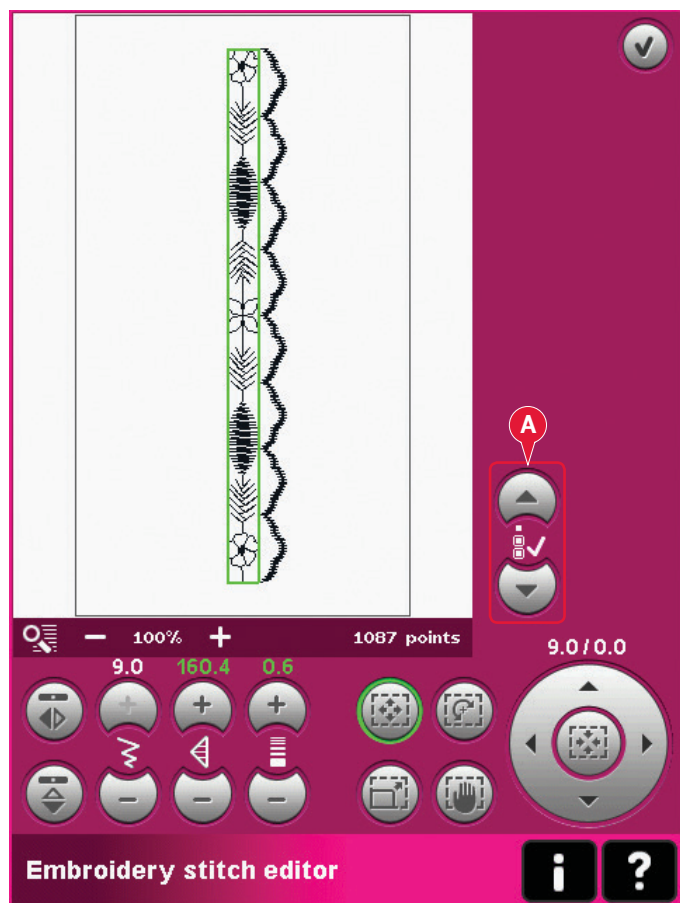 A
100%
1087 points
9.0/0.0
9.0 160.4 0.6
Embroidery stitch editor
i ?